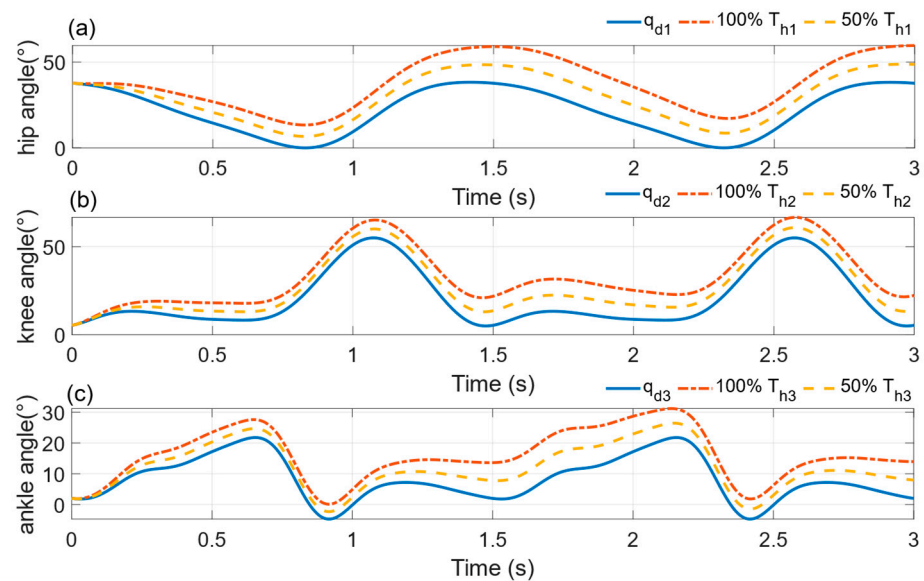 (a)
q_d1 100% T_h1 50% T_h1
hip angle(°)
50
0
0 0.5 1 1.5 2 2.5 3
Time (s)
(b)
q_d2 100% T_h2 50% T_h2
knee angle(°)
50
0
0 0.5 1 1.5 2 2.5 3
Time (s)
(c)
q_d3 100% T_h3 50% T_h3
ankle angle(°)
30
20
10
0
0 0.5 1 1.5 2 2.5 3
Time (s)